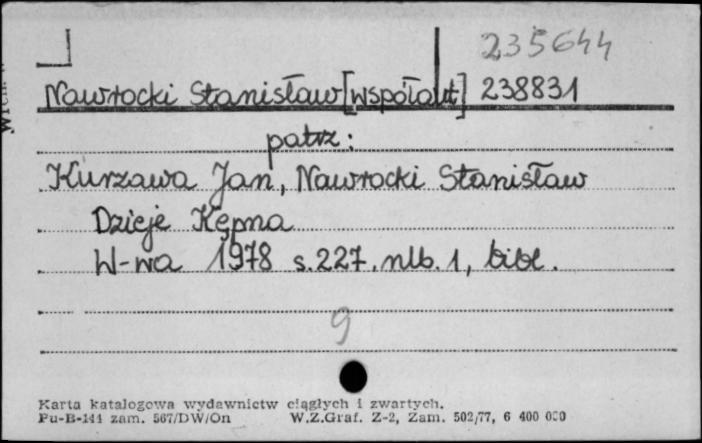 235644
Nawrocki Stanisław [współaut] 238831
patrz:
Kurzawa Jan, Nawrocki Stanisław
Dzieje Kępna
W-wa 1978 s. 227, nlb. 1, bibl.
9
Karta katalogowa wydawnictw ciągłych i zwartych.
Pu-B-141 zam. 567/DW/On W.Z.Graf. Z-2, Zam. 502/77, 6 400 000